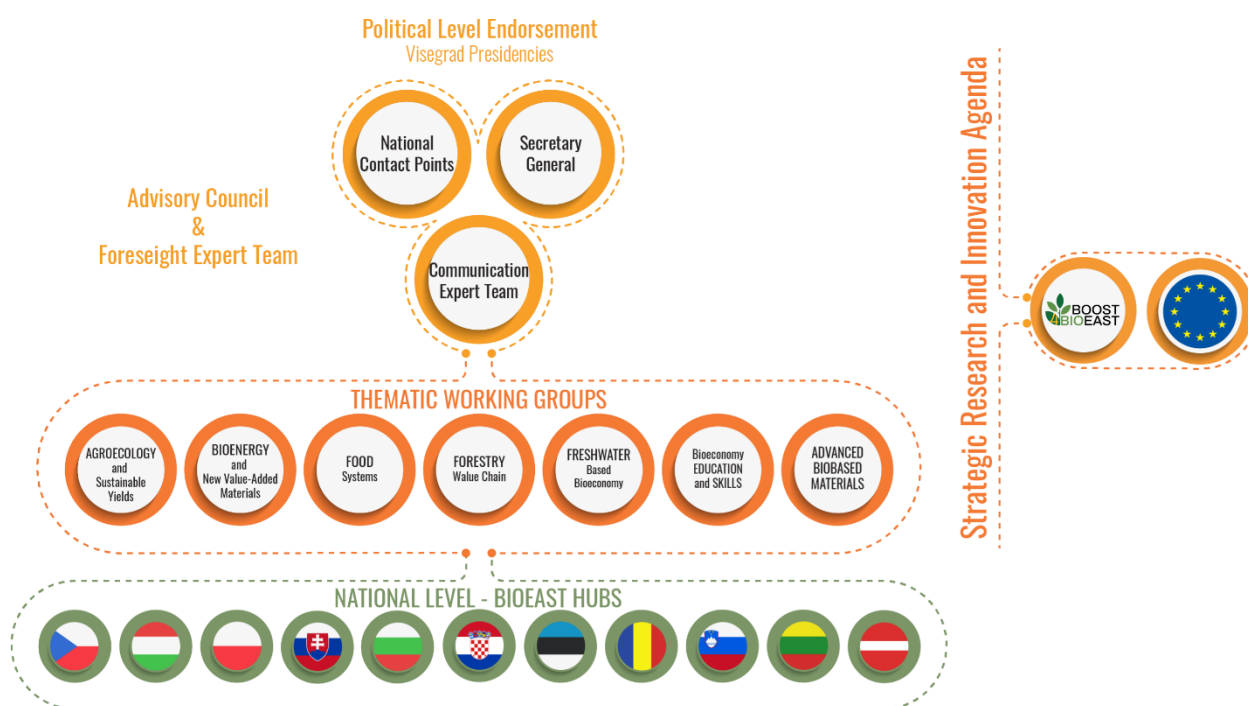 Political Level Endorsement
Visegrad Presidencies
National
Contact Points
Secretary
General
Advisory Council
&
Foreseight Expert Team
Communication
Expert Team
THEMATIC WORKING GROUPS
AGROECOLOGY
and
Sustainable
Yields
BIOENERGY
and
New Value-Added
Materials
FOOD
Systems
FORESTRY
Walue Chain
FRESHWATER
Based
Bioeconomy
Bioeconomy
EDUCATION
and SKILLS
ADVANCED
BIOBASED
MATERIALS
NATIONAL LEVEL - BIOEAST HUBS
Strategic Research and Innovation Agenda
BOOST
BIOEAST